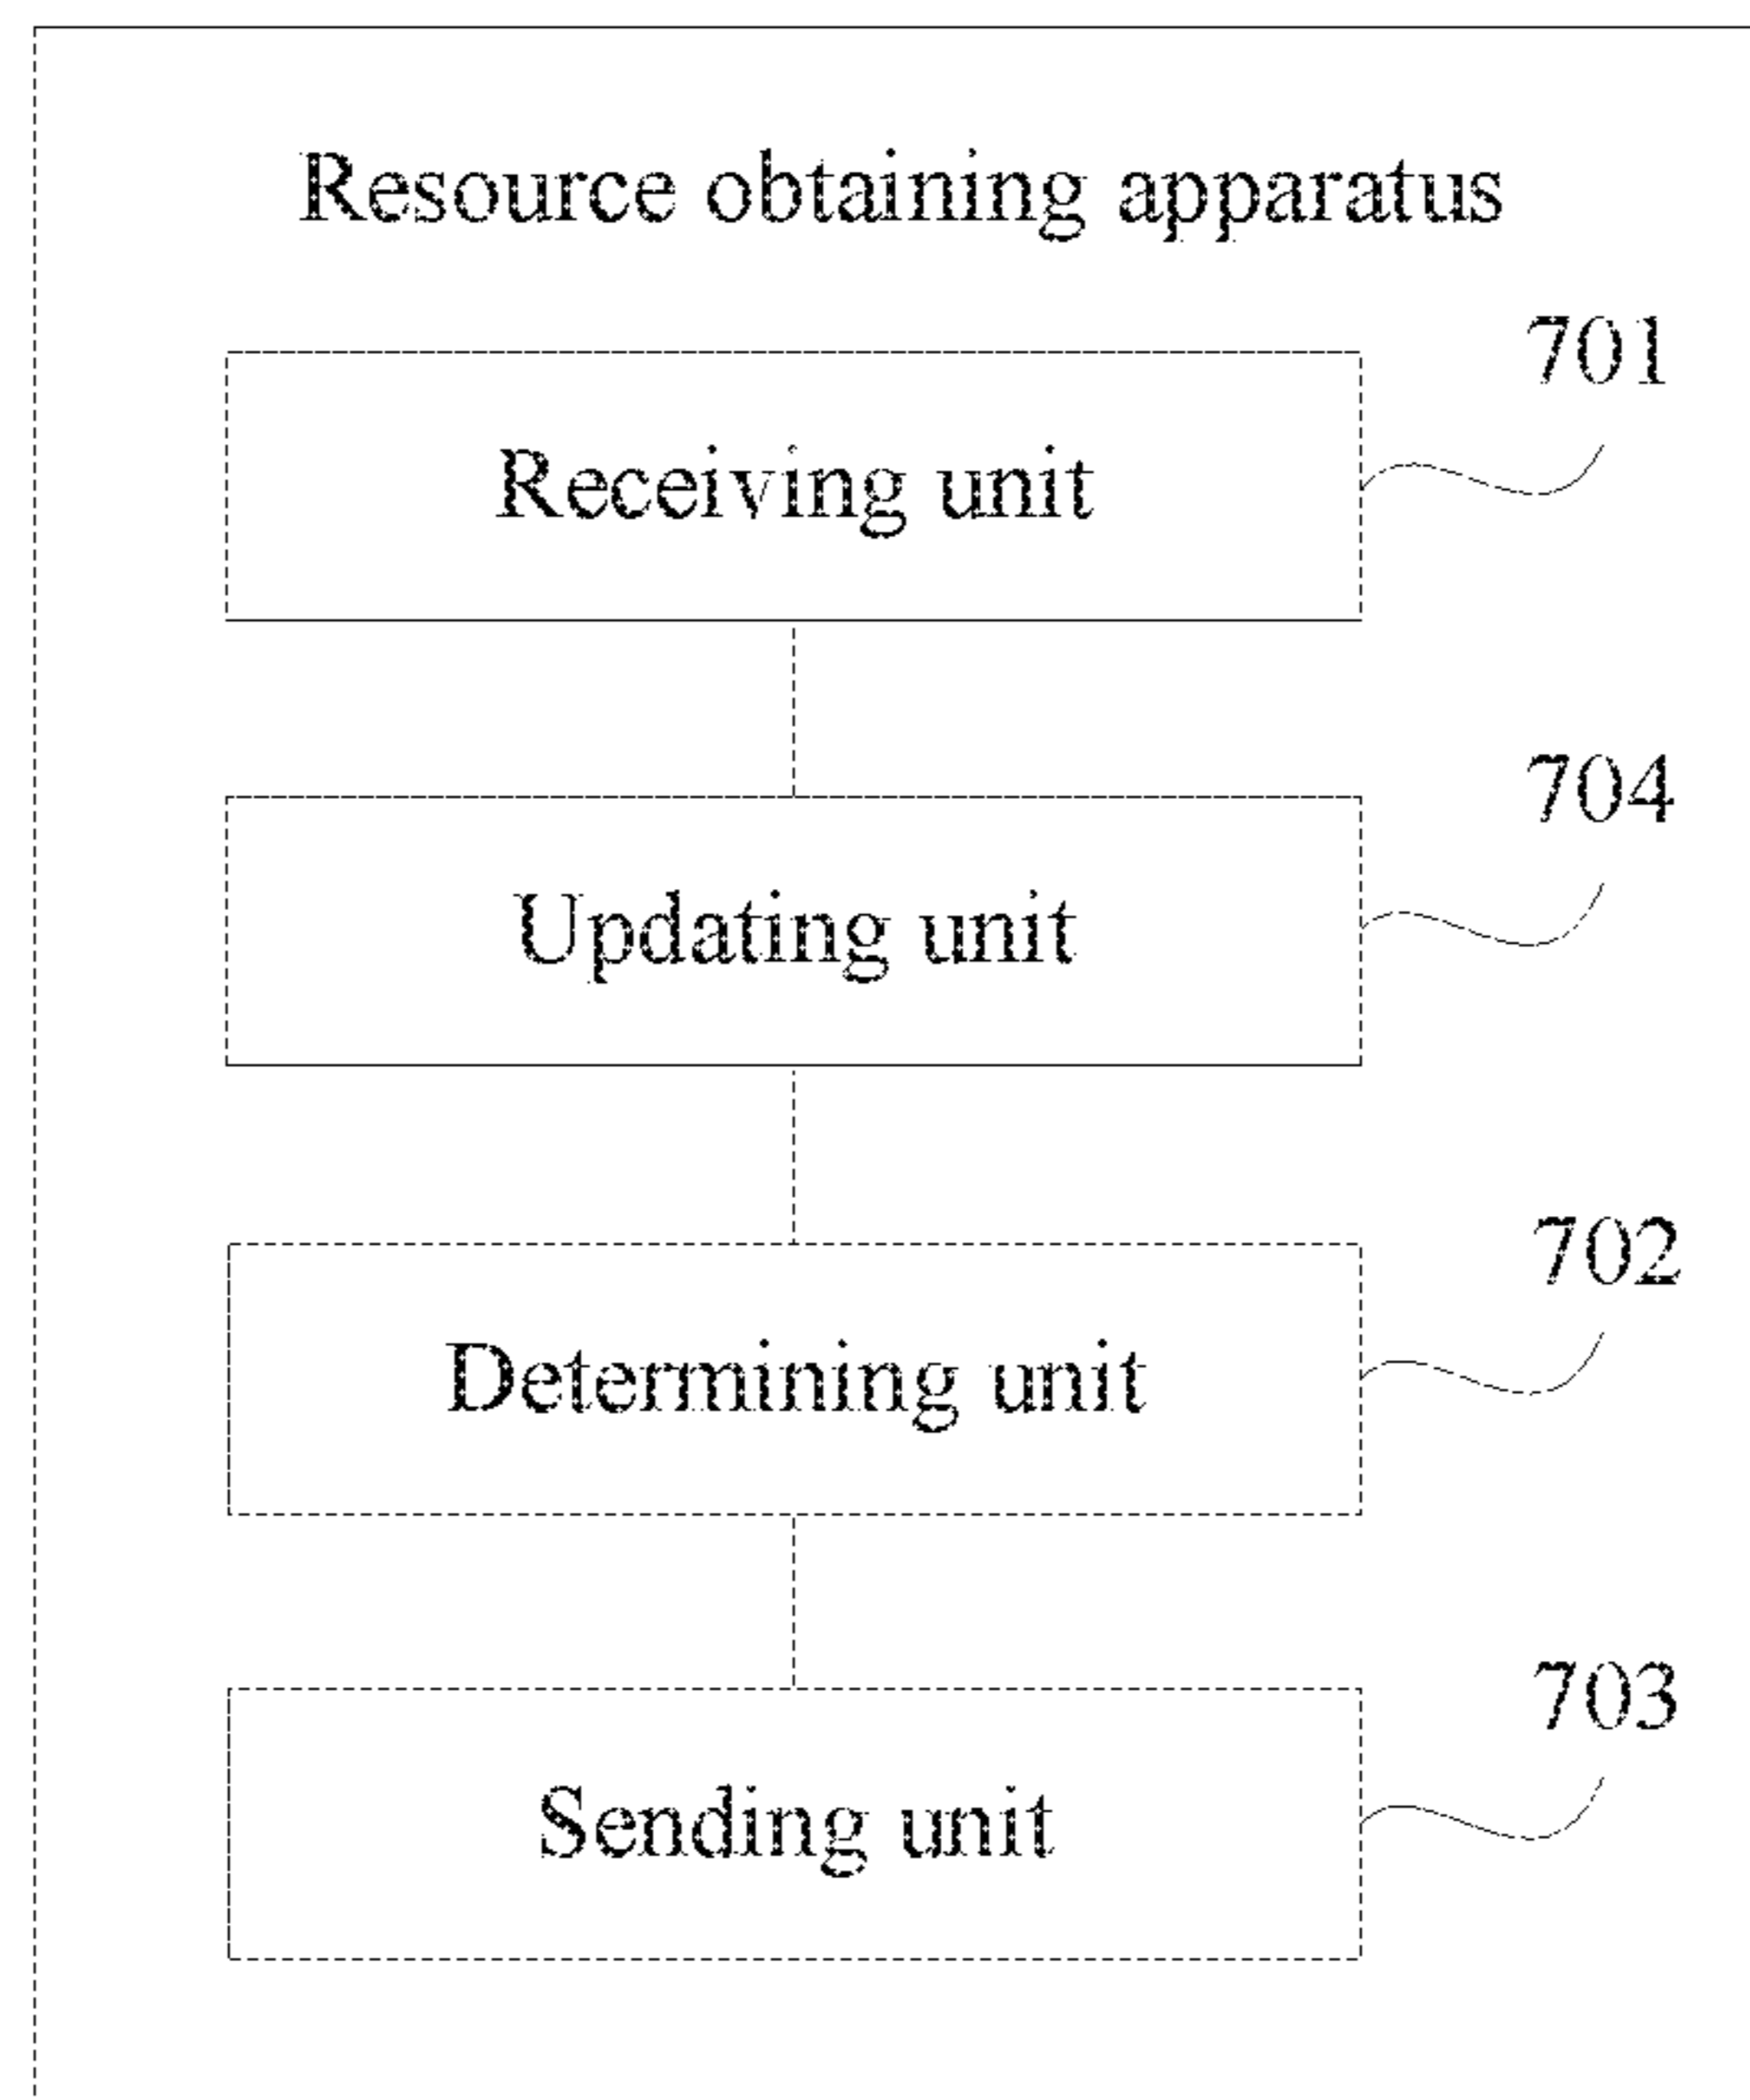 Resource obtaining apparatus
701
Receiving unit
704
Updating unit
702
Determining unit
703
Sending unit